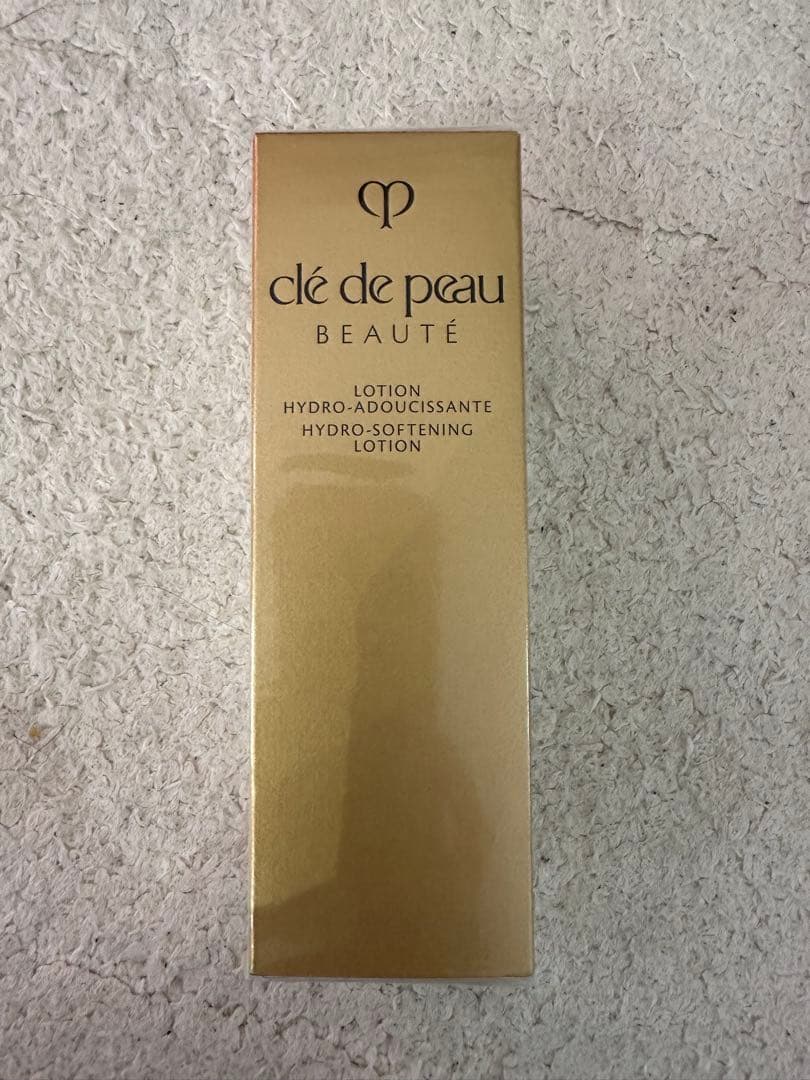 clé de peau
BEAUTÉ
LOTION
HYDRO-ADOUCISSANTE
HYDRO-SOFTENING
LOTION